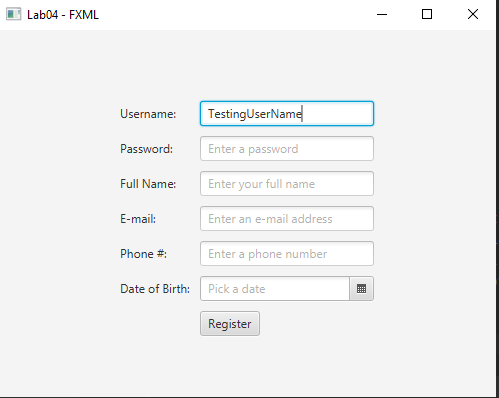 Lab04 - FXML
Username: TestingUserName
Password: Enter a password
Full Name: Enter your full name
E-mail: Enter an e-mail address
Phone #: Enter a phone number
Date of Birth: Pick a date
Register